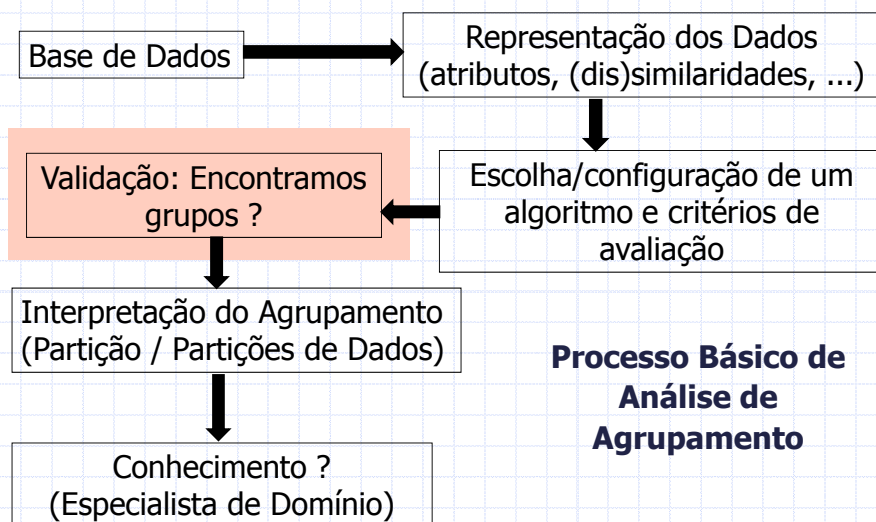 Base de Dados
Representação dos Dados
(atributos, (dis)similaridades, ...)
Escolha/configuração de um
algoritmo e critérios de
avaliação
Validação: Encontramos
grupos ?
Interpretação do Agrupamento
(Partição / Partições de Dados)
Conhecimento ?
(Especialista de Domínio)
Processo Básico de
Análise de
Agrupamento